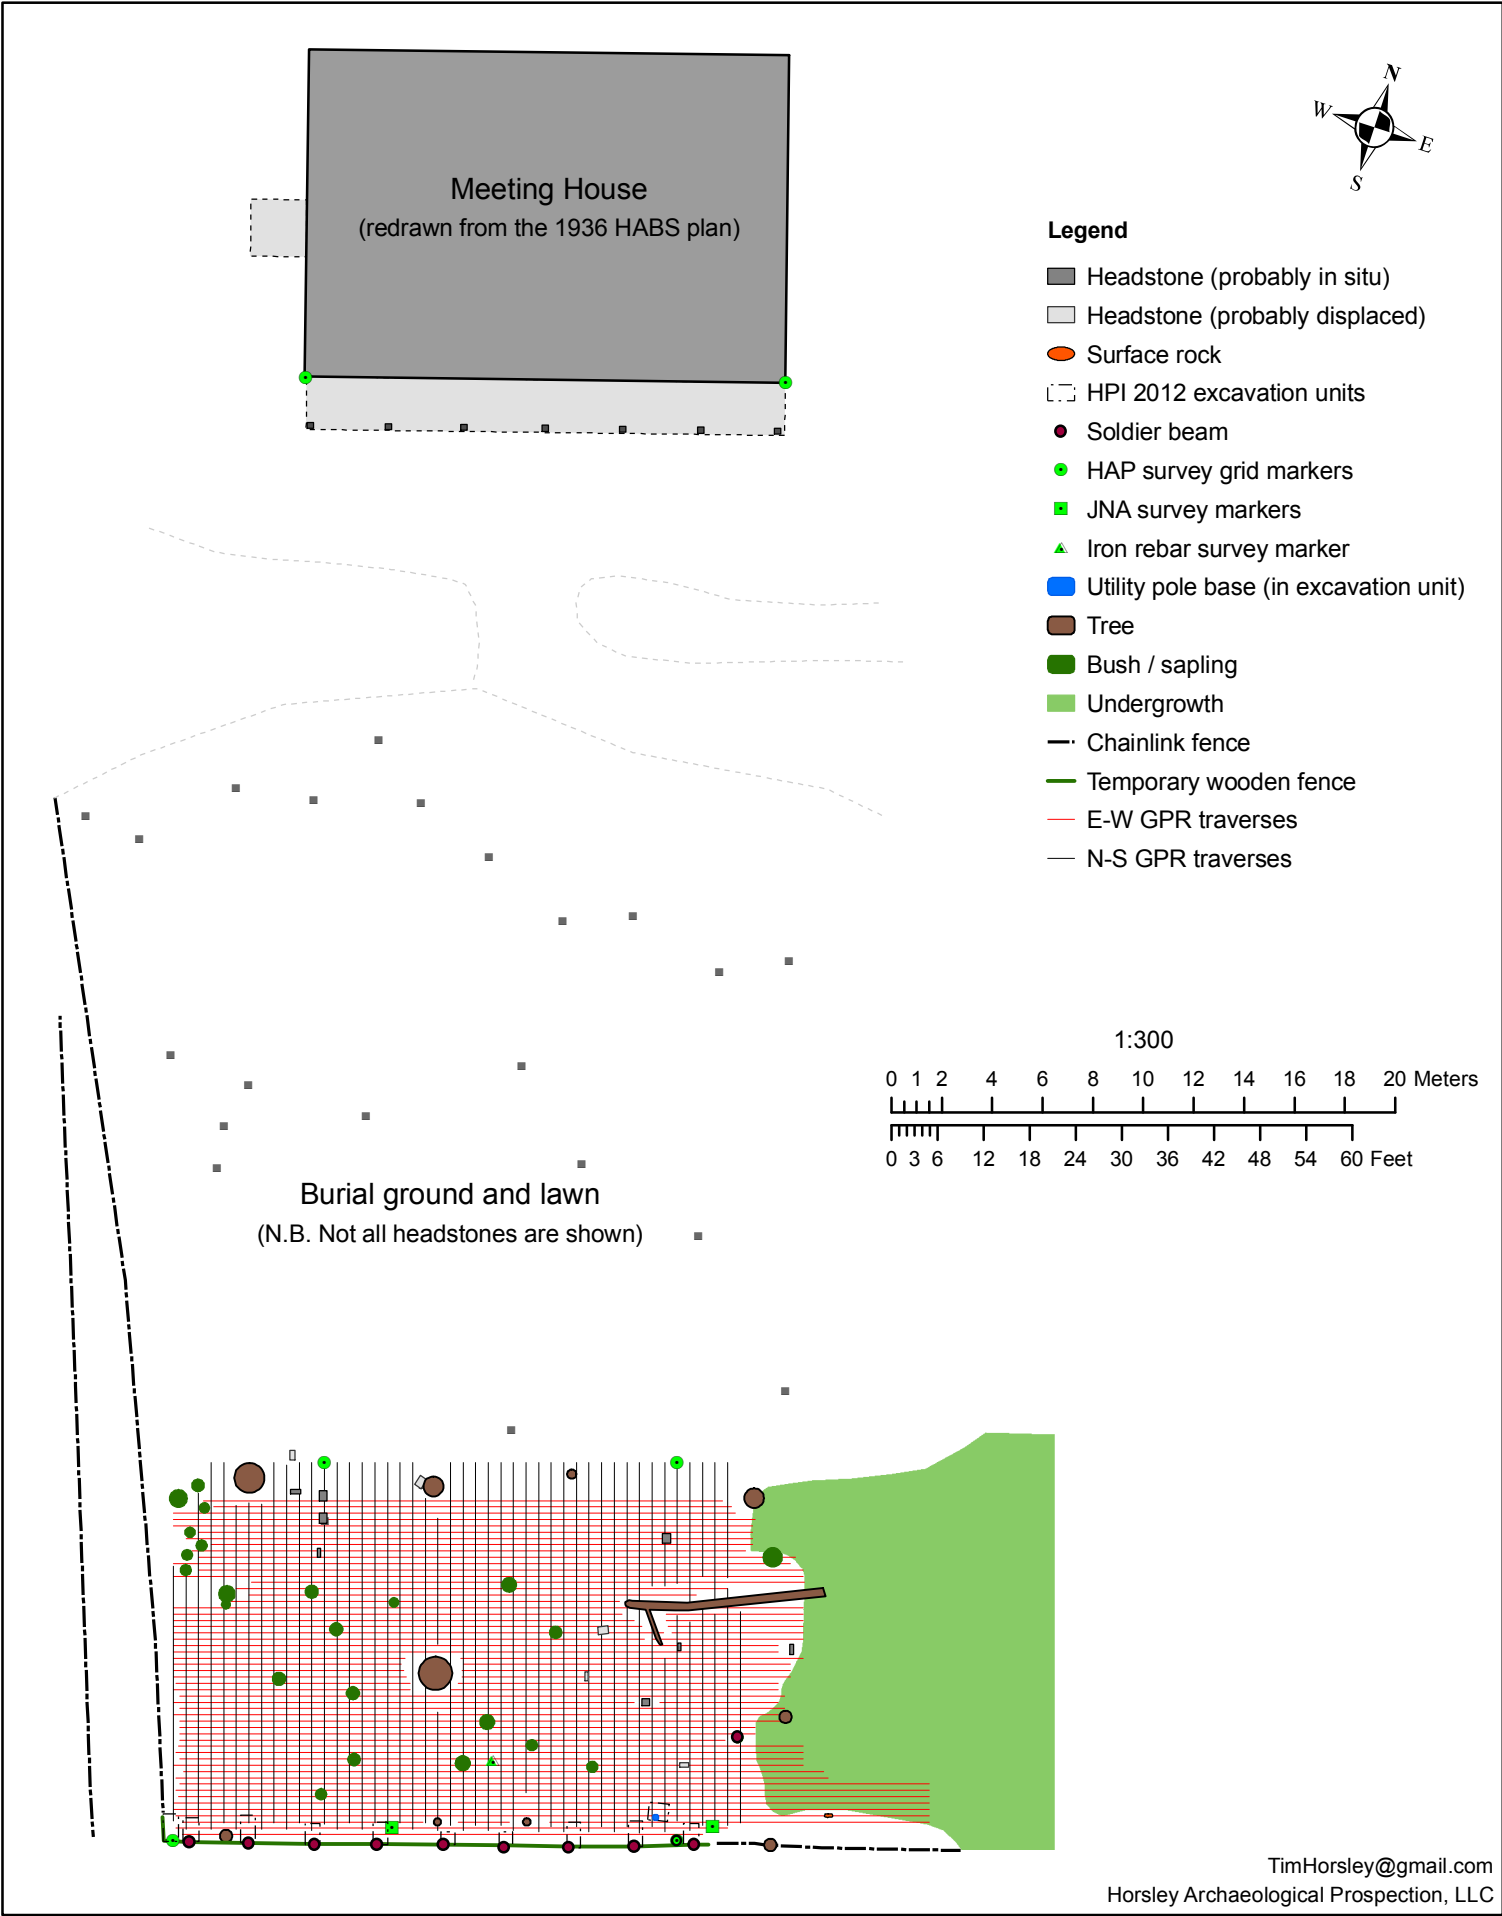 N
W
E
S
Meeting House
(redrawn from the 1936 HABS plan)
Legend
Headstone (probably in situ)
Headstone (probably displaced)
Surface rock
HPI 2012 excavation units
Soldier beam
HAP survey grid markers
JNA survey markers
Iron rebar survey marker
Utility pole base (in excavation unit)
Tree
Bush / sapling
Undergrowth
Chainlink fence
Temporary wooden fence
E-W GPR traverses
N-S GPR traverses
1:300
0 1 2 4 6 8 10 12 14 16 18 20 Meters
0 3 6 12 18 24 30 36 42 48 54 60 Feet
Burial ground and lawn
(N.B. Not all headstones are shown)
TimHorsley@gmail.com
Horsley Archaeological Prospection, LLC